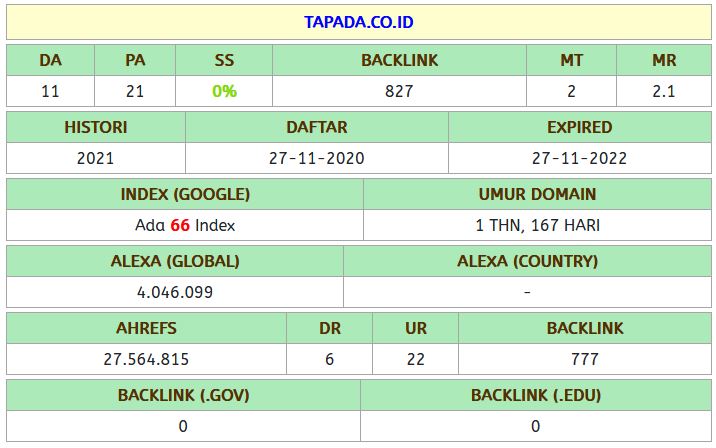 TAPADA.CO.ID
DA PA SS BACKLINK MT MR
11 21 0% 827 2 2.1
HISTORI DAFTAR EXPIRED
2021 27-11-2020 27-11-2022
INDEX (GOOGLE) UMUR DOMAIN
Ada 66 Index 1 THN, 167 HARI
ALEXA (GLOBAL) ALEXA (COUNTRY)
4.046.099 -
AHREFS DR UR BACKLINK
27.564.815 6 22 777
BACKLINK (.GOV) BACKLINK (.EDU)
0 0